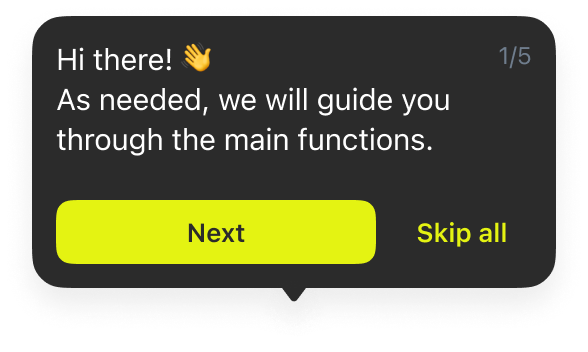 Hi there! 👋
1/5
As needed, we will guide you
through the main functions.
Next
Skip all